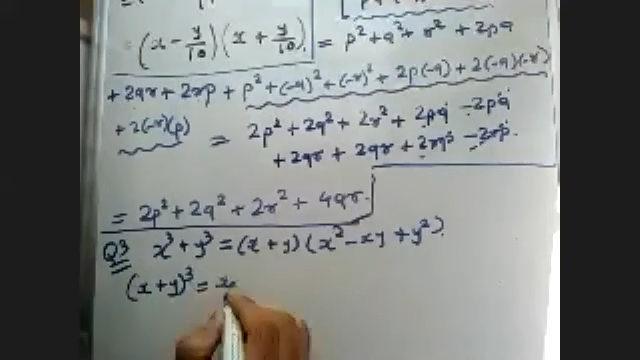 = (x - y/10) (x + y/10)
= p² + q² + r² + 2pq
+ 2qr + 2rp + p² + (-q)² + (-r)² + 2p(-q) + 2(-q)(-r)
+ 2(-r)(p)
= 2p² + 2q² + 2r² + 2pq - 2pq
+ 2qr + 2qr + 2rp - 2rp.
= 2p² + 2q² + 2r² + 4qr.
Q3 x³ + y³ = (x + y) (x² - xy + y²).
(x + y)³ = x